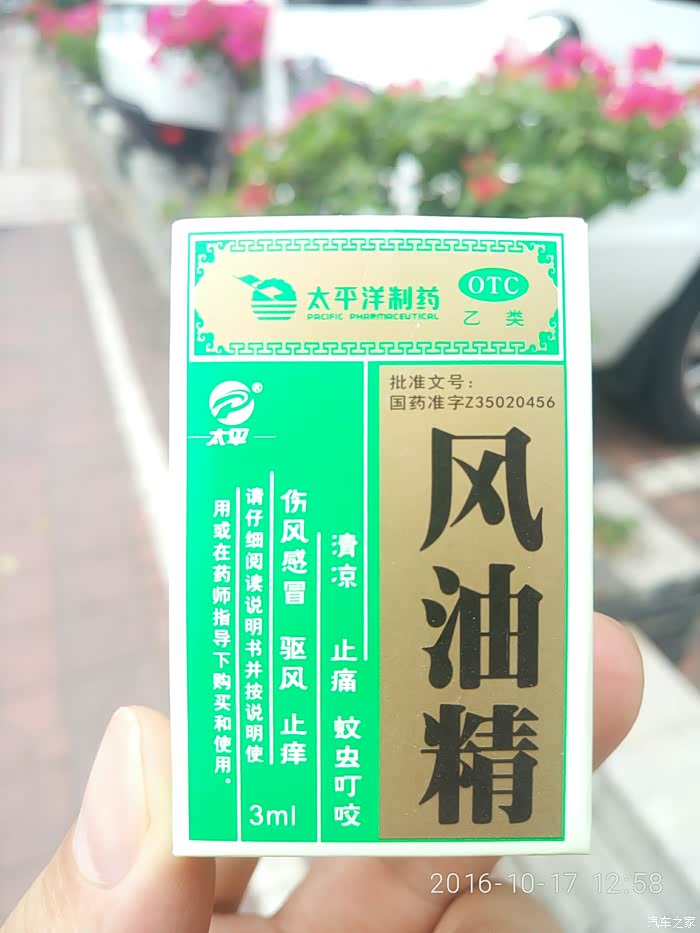 太平洋制药
PACIFIC PHARMACEUTICAL
OTC
乙类
太平®
批准文号：
国药准字Z35020456
风油精
清凉 止痛 蚊虫叮咬
伤风感冒 驱风 止痒
请仔细阅读说明书并按说明使
用或在药师指导下购买和使用。
3ml
2016-10-17 12:58
汽车之家